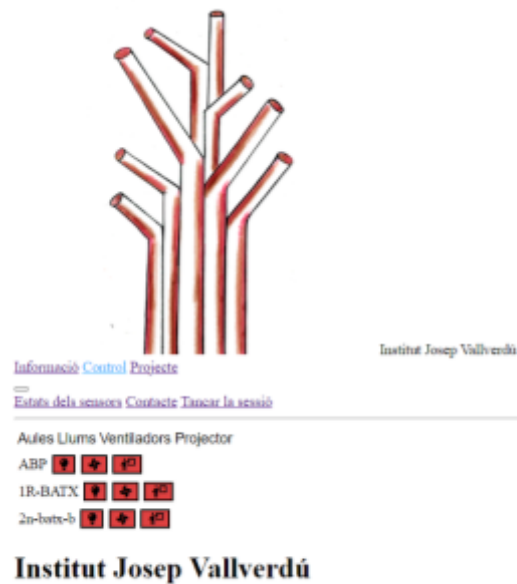 Institut Josep Vallverdú
Informació Control Projecte
Estats dels sensors Contacte Tancar la sessió
Aules Llums Ventiladors Projector
ABP
1R-BATX
2n-batx-b
Institut Josep Vallverdú